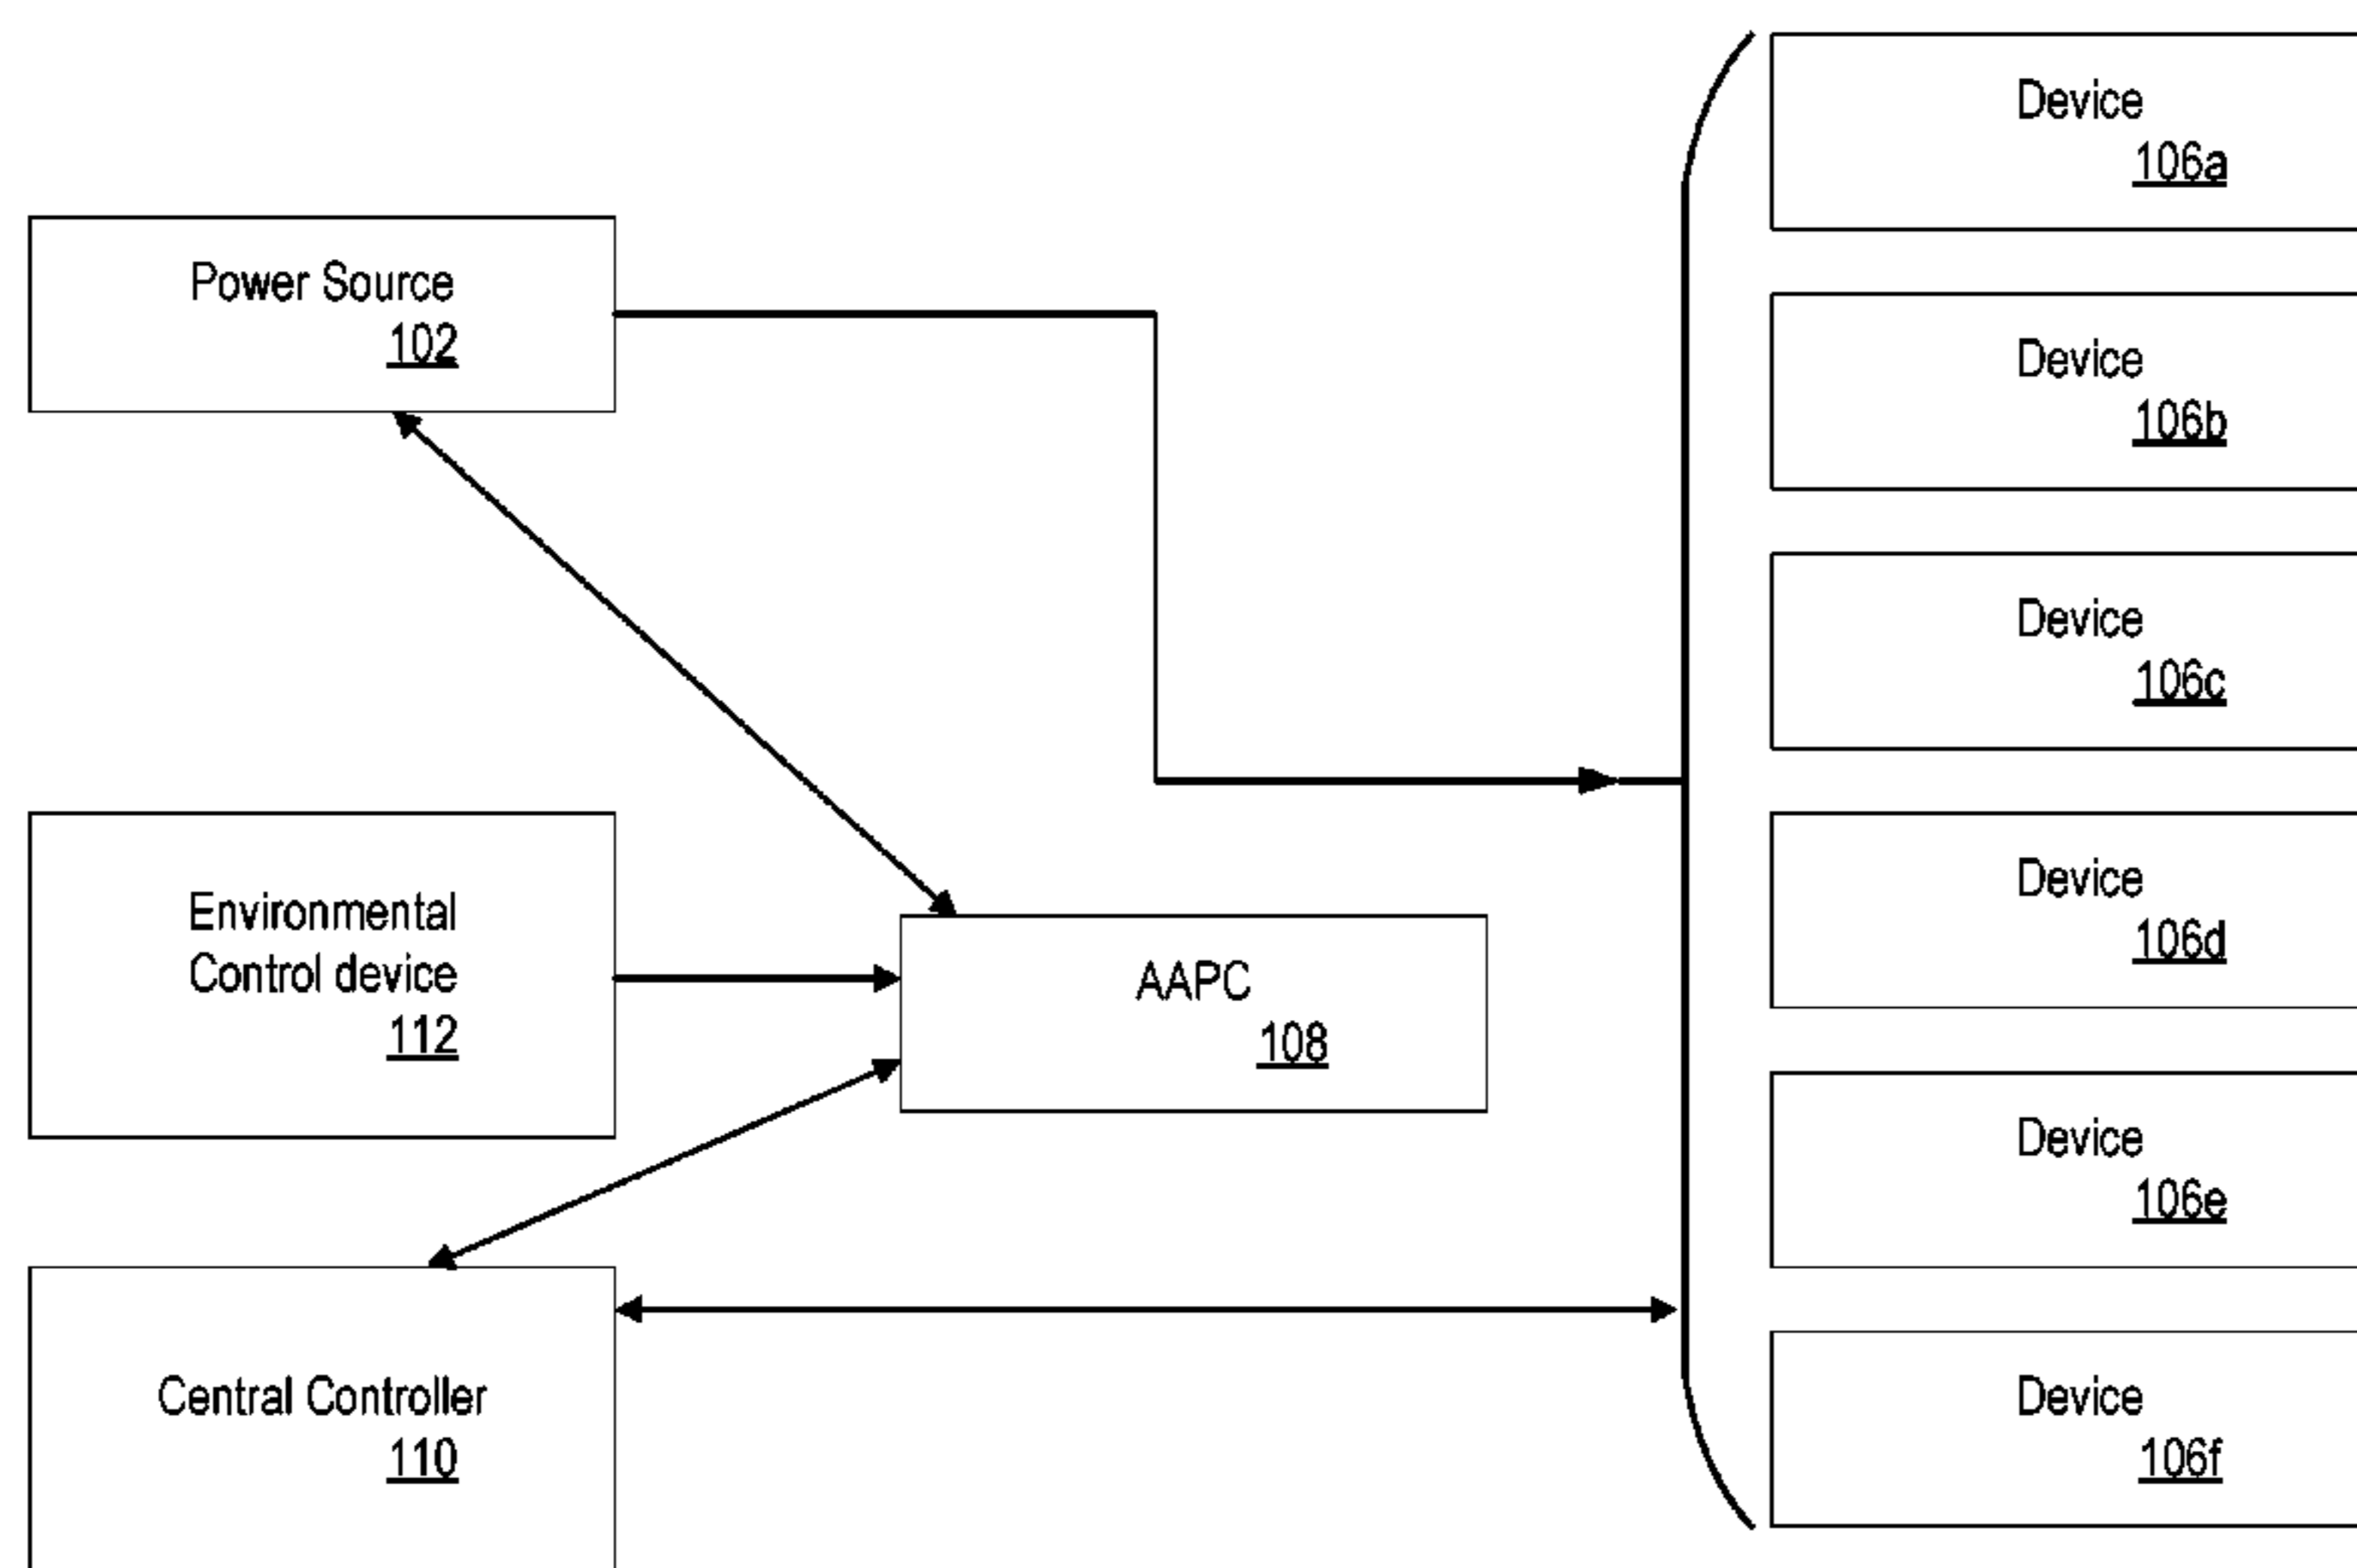 Power Source
102
Environmental
Control device
112
Central Controller
110
AAPC
108
Device
106a
Device
106b
Device
106c
Device
106d
Device
106e
Device
106f